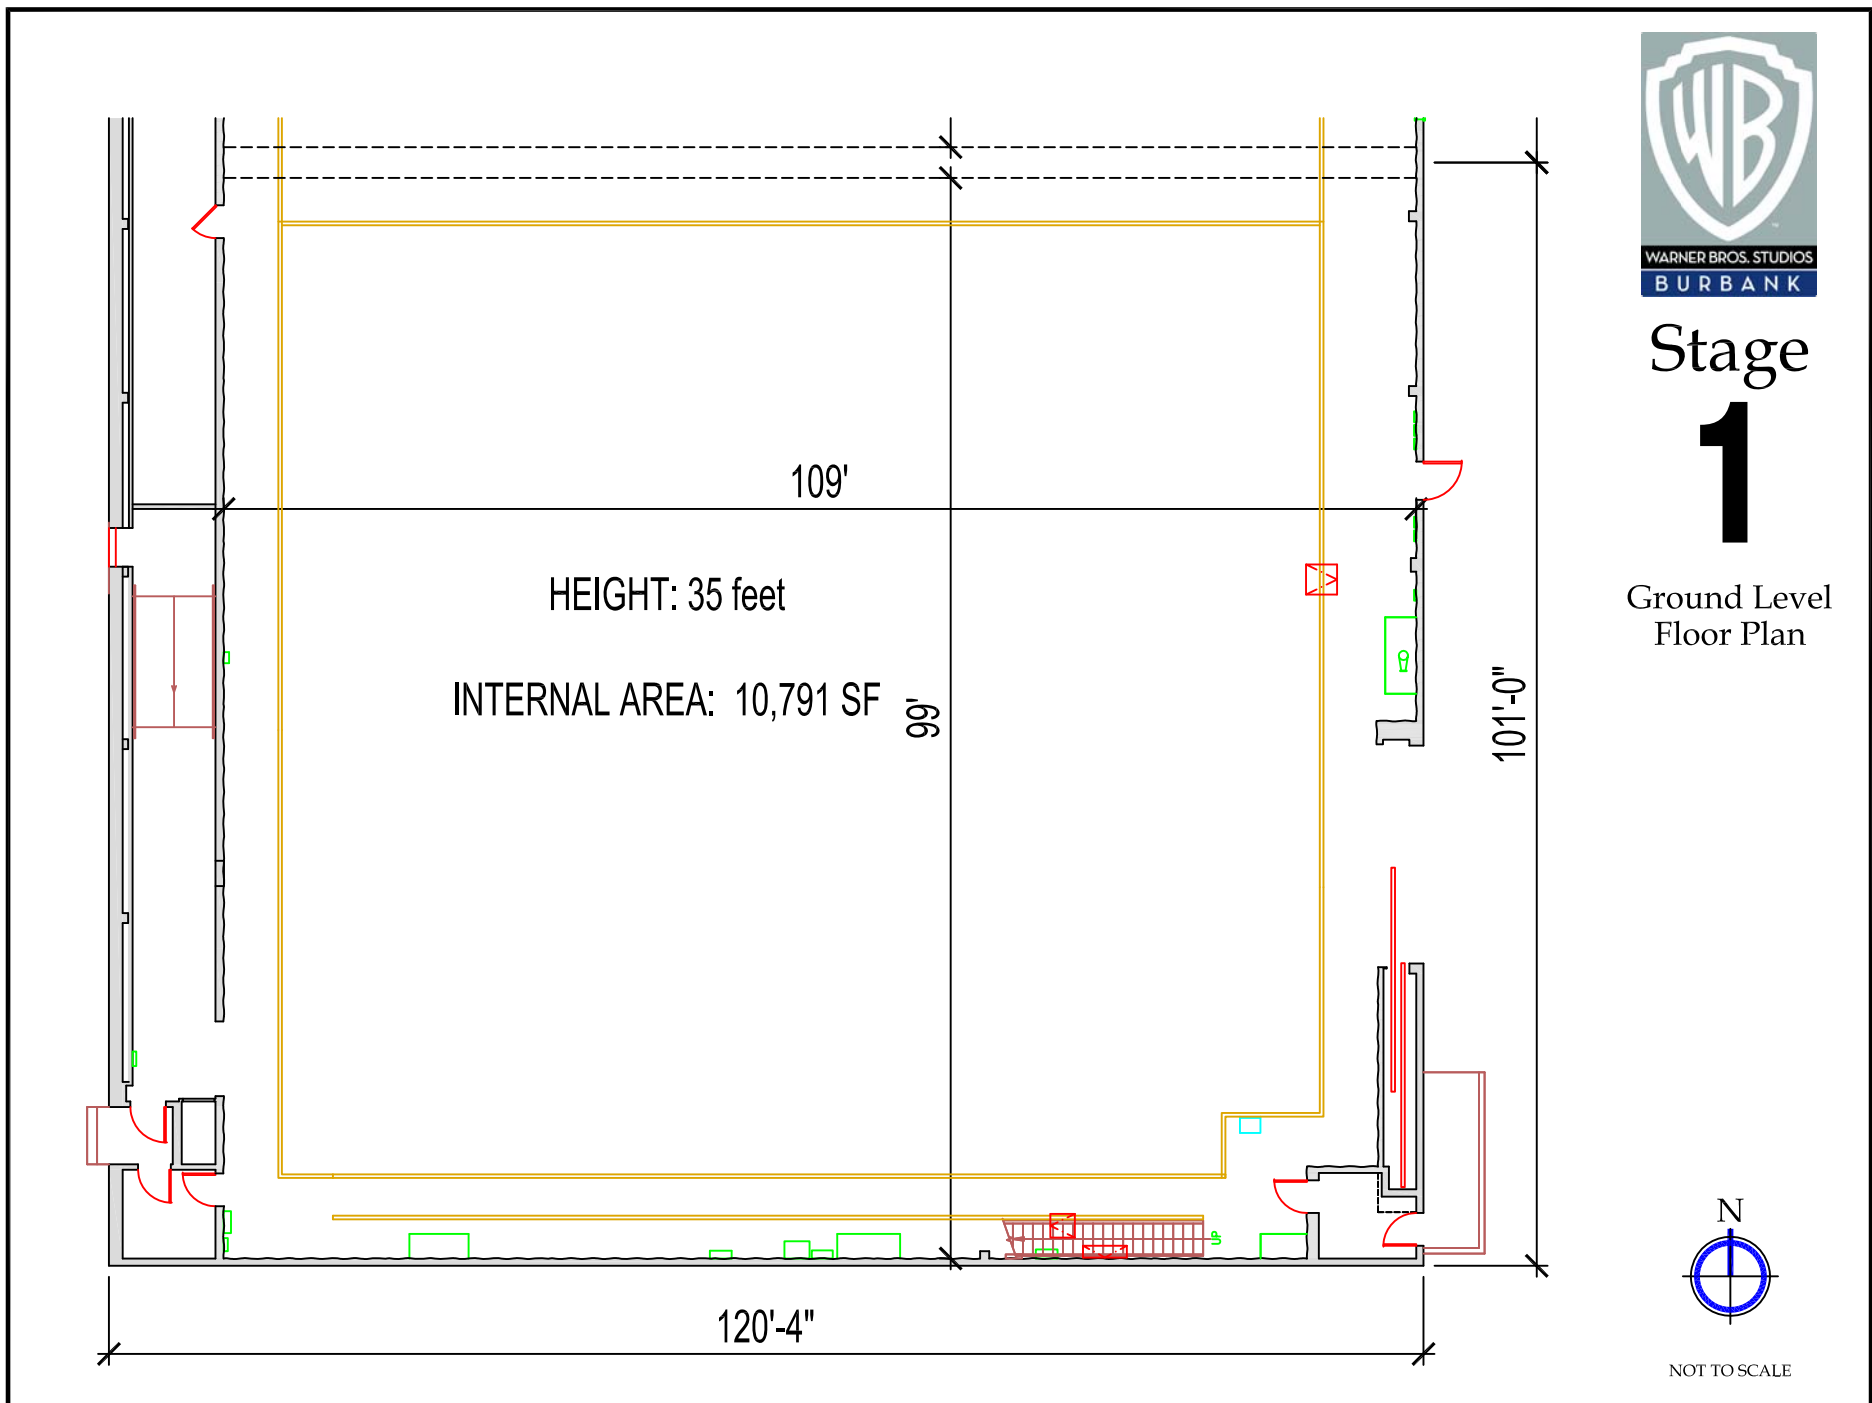 WARNER BROS. STUDIOS
BURBANK
Stage
1
Ground Level
Floor Plan
109'
HEIGHT: 35 feet
INTERNAL AREA: 10,791 SF
99'
101'-0"
UP
120'-4"
N
NOT TO SCALE